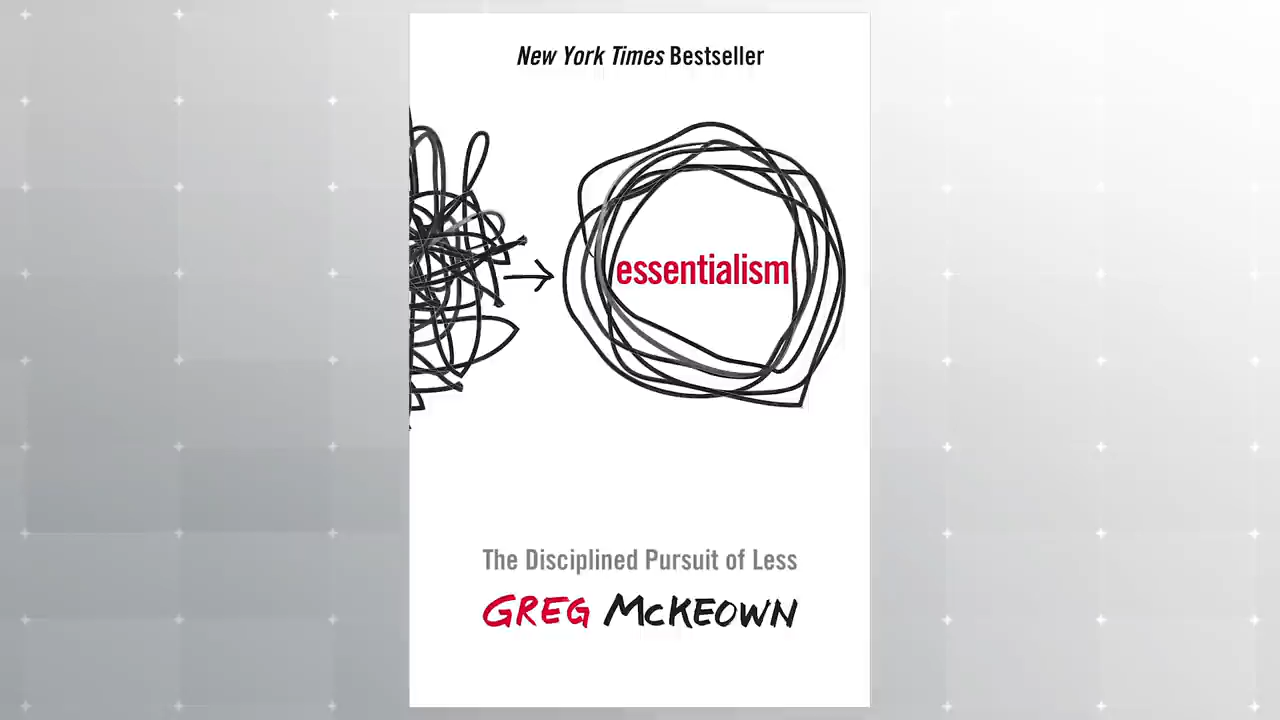 New York Times Bestseller
essentialism
The Disciplined Pursuit of Less
GREG McKEOWN